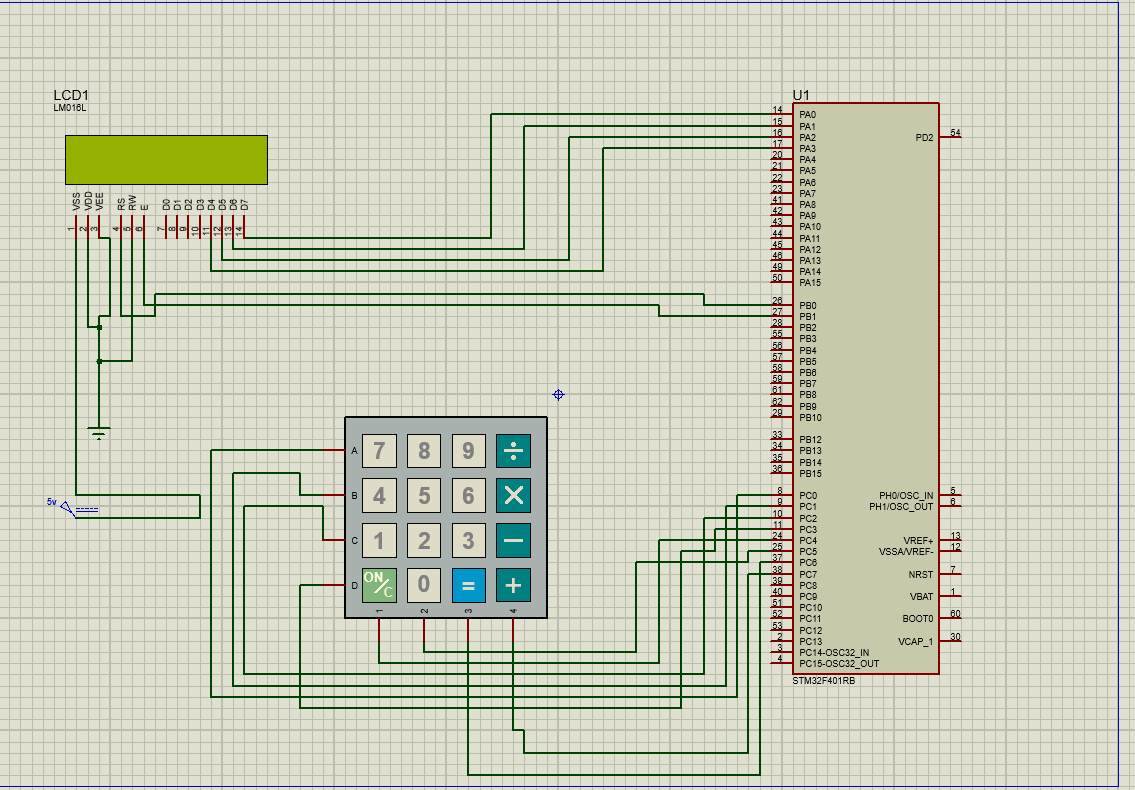 LCD1
LM016L
VSS
VDD
VEE
RS
RW
E
D0
D1
D2
D3
D4
D5
D6
D7
1
2
3
4
5
6
7
8
9
10
11
12
13
14
5v
7 8 9 ÷
4 5 6 ×
1 2 3 −
ON/C 0 = +
A
B
C
D
1
2
3
4
U1
14 PA0
15 PA1
16 PA2
17 PA3
20 PA4
21 PA5
22 PA6
23 PA7
41 PA8
42 PA9
43 PA10
44 PA11
45 PA12
46 PA13
49 PA14
50 PA15
26 PB0
27 PB1
28 PB2
55 PB3
56 PB4
57 PB5
58 PB6
59 PB7
61 PB8
62 PB9
29 PB10
33 PB12
34 PB13
35 PB14
36 PB15
8 PC0
9 PC1
10 PC2
11 PC3
24 PC4
25 PC5
37 PC6
38 PC7
39 PC8
40 PC9
51 PC10
52 PC11
53 PC12
2 PC13
3 PC14-OSC32_IN
4 PC15-OSC32_OUT
PD2 54
PH0/OSC_IN 5
PH1/OSC_OUT 6
VREF+ 13
VSSA/VREF- 12
NRST 7
VBAT 1
BOOT0 60
VCAP_1 30
STM32F401RB